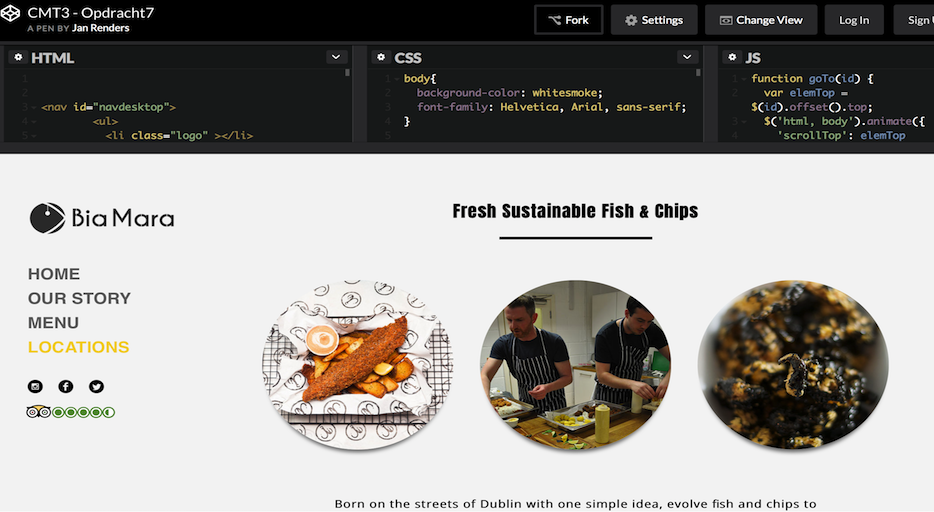 CMT3 - Opdracht7
A PEN BY Jan Renders
Fork
Settings
Change View
Log In
Sign
HTML
1
2
3 <nav id="navdesktop">
4 <ul>
5 <li class="logo" ></li>
CSS
1 body{
2 background-color: whitesmoke;
3 font-family: Helvetica, Arial, sans-serif;
4 }
5
JS
1 function goTo(id) {
2 var elemTop =
$(id).offset().top;
3 $('html, body').animate({
4 'scrollTop': elemTop
Bia Mara
HOME
OUR STORY
MENU
LOCATIONS
Fresh Sustainable Fish & Chips
Born on the streets of Dublin with one simple idea, evolve fish and chips to